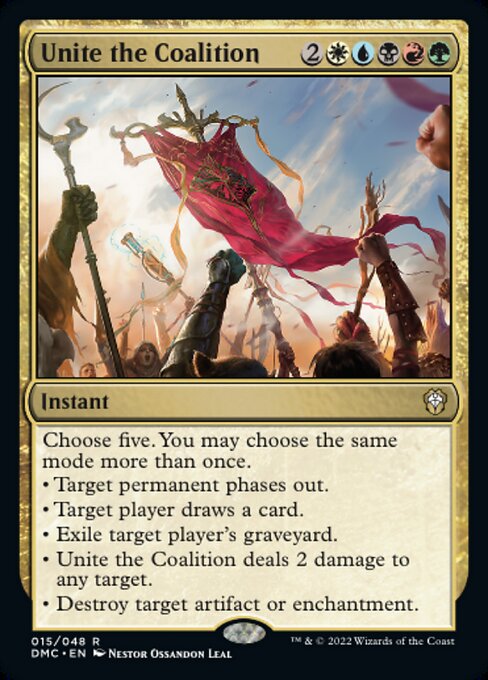 Unite the Coalition 2
Instant
Choose five. You may choose the same
mode more than once.
• Target permanent phases out.
• Target player draws a card.
• Exile target player's graveyard.
• Unite the Coalition deals 2 damage to
any target.
• Destroy target artifact or enchantment.
015/048 R
DMC • EN Nestor Ossandon Leal
™ & © 2022 Wizards of the Coast